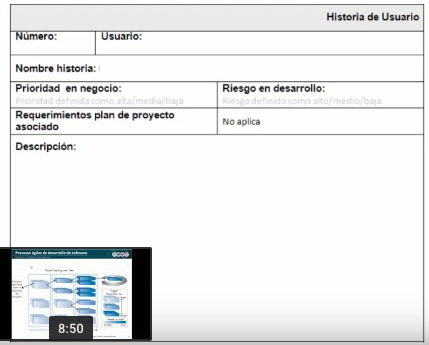 Historia de Usuario
Número: Usuario:
Nombre historia:
Prioridad en negocio: Riesgo en desarrollo:
Prioridad definida como alta/media/baja Riesgo definido como alto/medio/baja
Requerimientos plan de proyecto asociado No aplica
Descripción:
Procesos ágiles de desarrollo de software
8:50